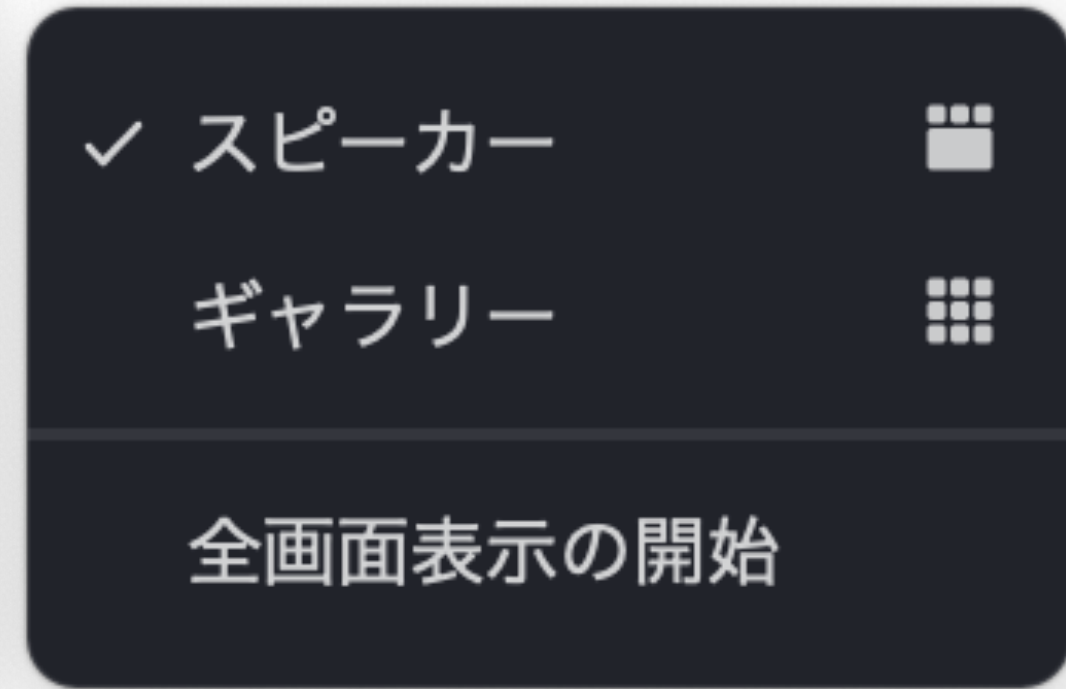 スピーカー
ギャラリー
全画面表示の開始